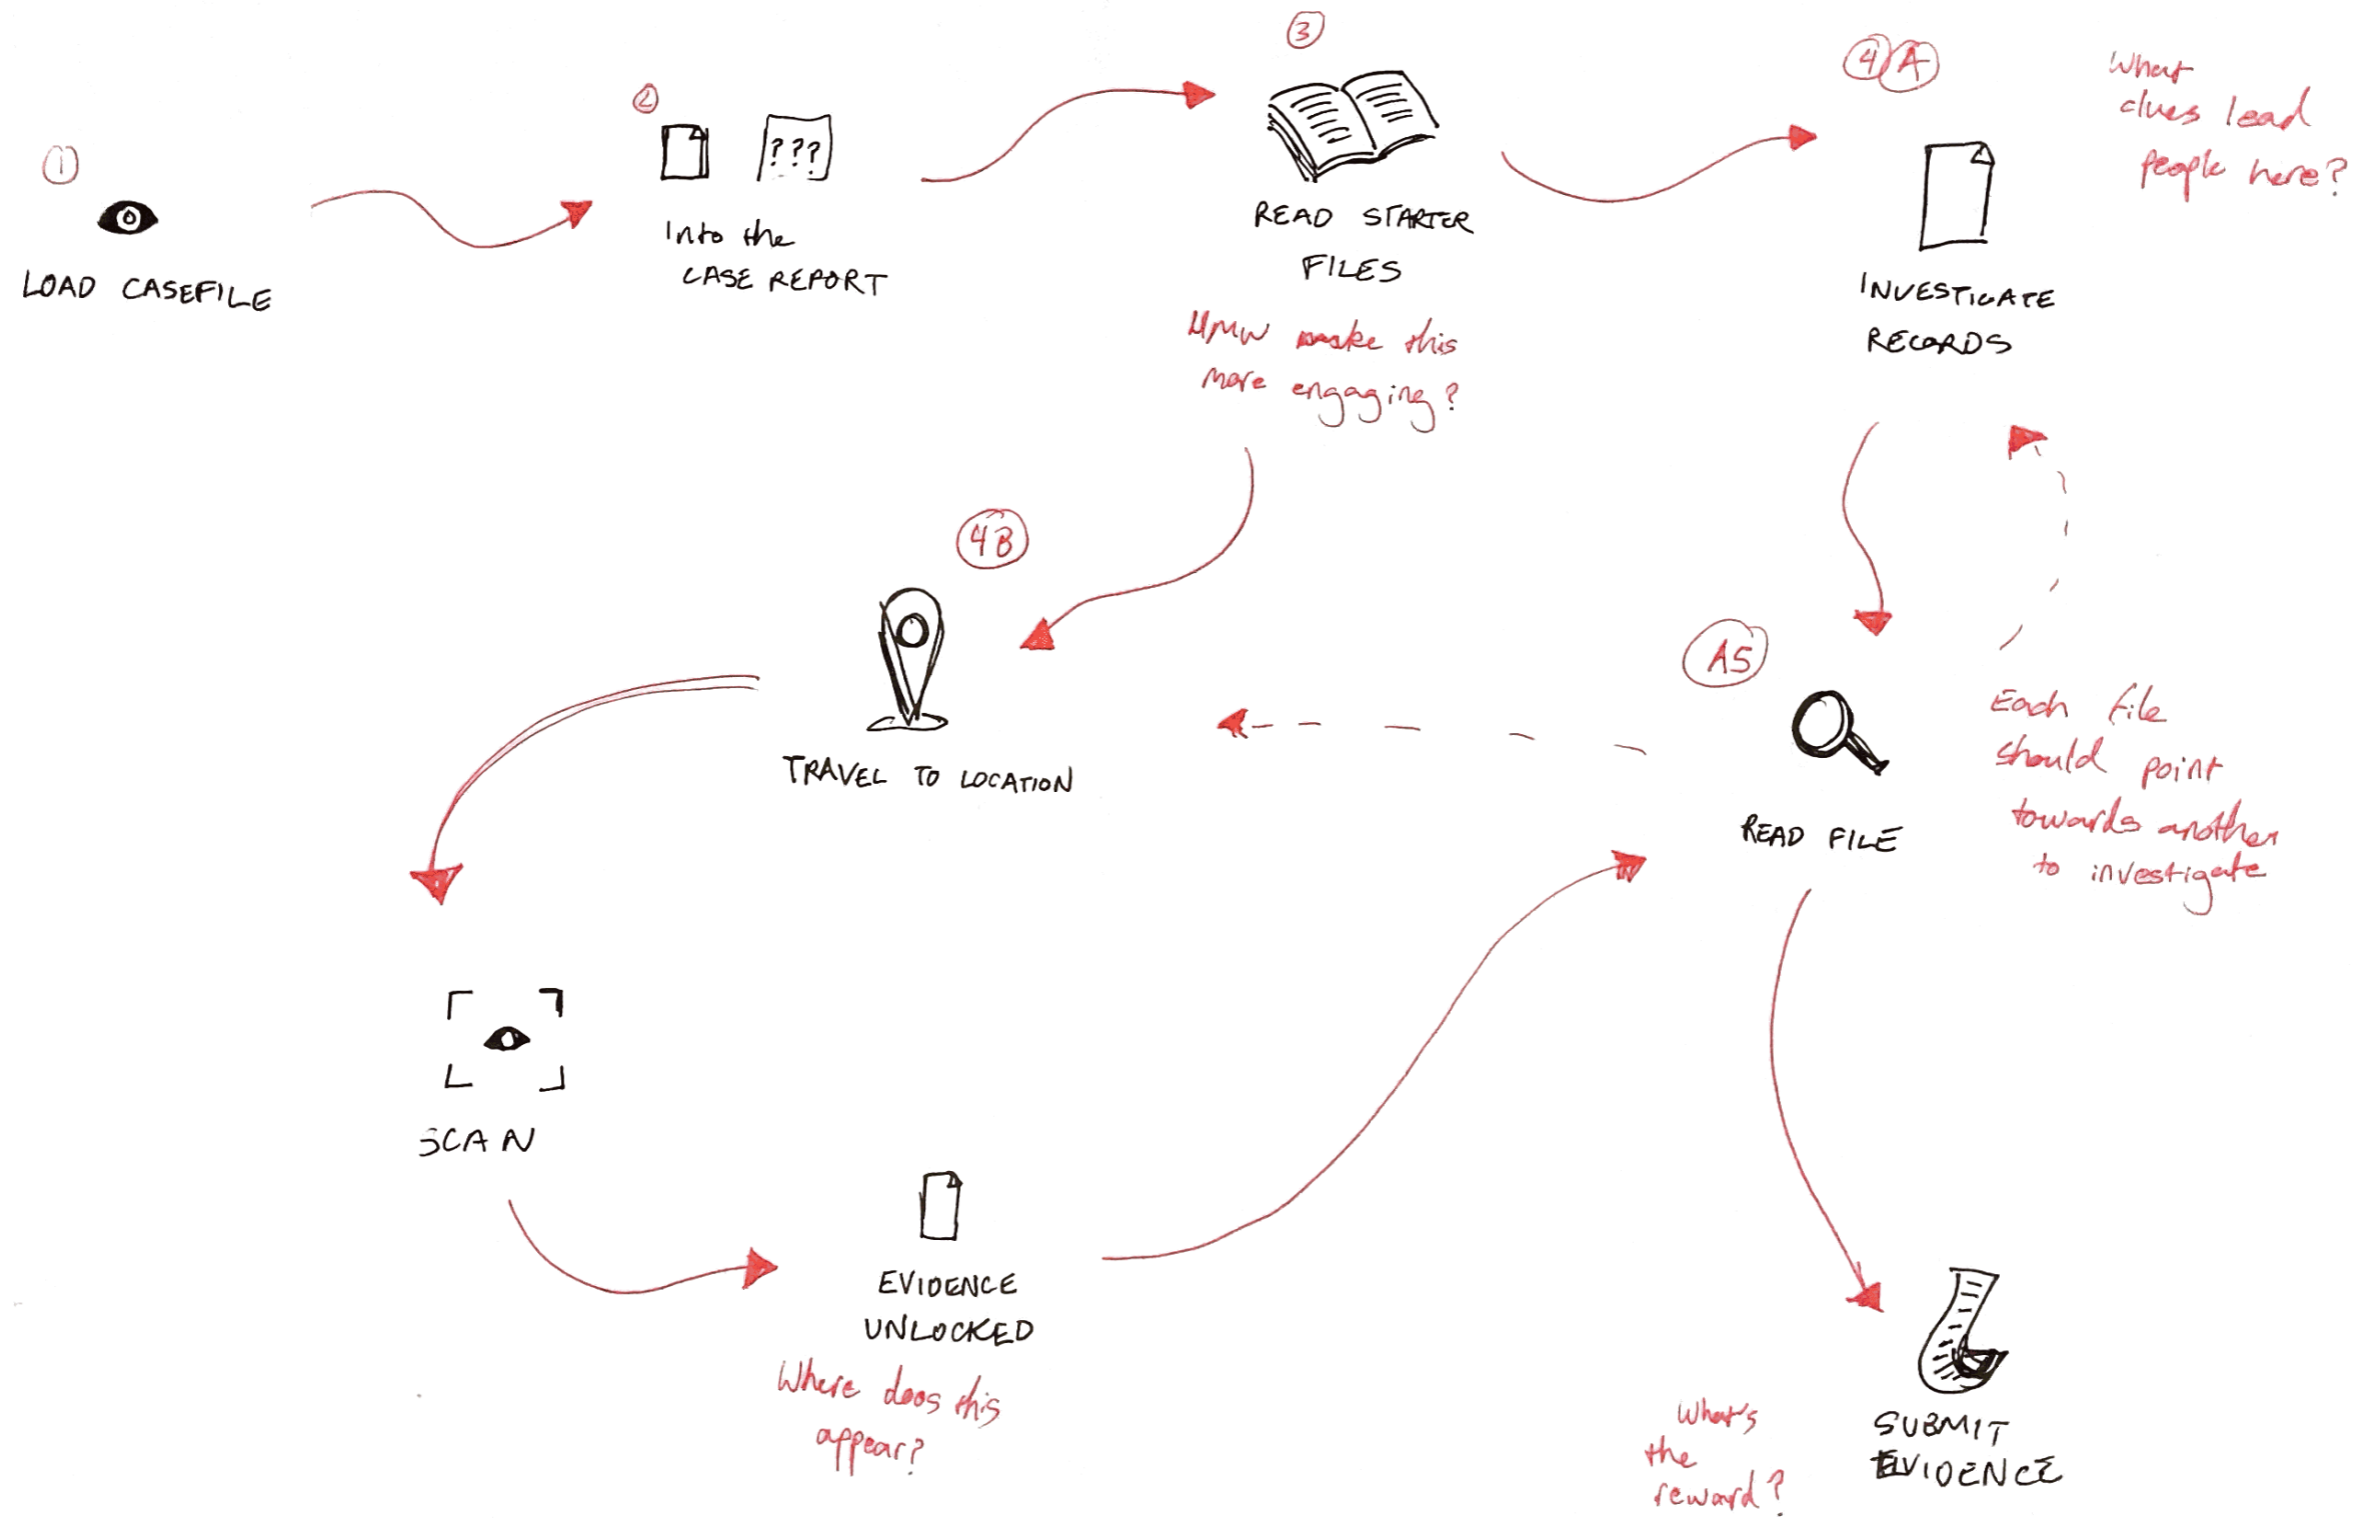 1
LOAD CASEFILE
2
???
Into the
CASE REPORT
3
READ STARTER
FILES
HMW make this
more engaging?
4 A
What
clues lead
people here?
INVESTIGATE
RECORDS
4B
TRAVEL TO LOCATION
A5
READ FILE
Each file
should point
towards another
to investigate
SCAN
EVIDENCE
UNLOCKED
Where does this
appear?
What's
the
reward?
SUBMIT
EVIDENCE